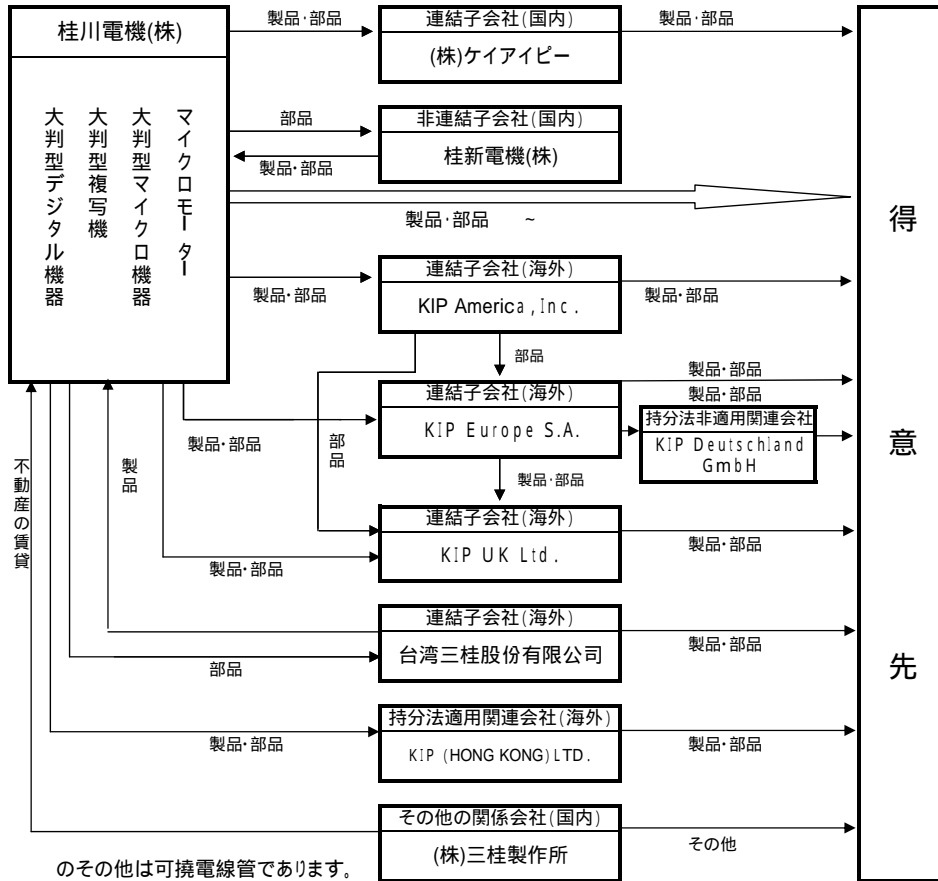 桂川電機(株)
大判型デジタル機器
大判型複写機
大判型マイクロ機器
マイクロモーター
製品・部品
連結子会社(国内)
(株)ケイアイピー
製品・部品
部品
非連結子会社(国内)
桂新電機(株)
製品・部品
製品・部品 ~
製品・部品
連結子会社(海外)
KIP America,Inc.
製品・部品
部品
部品
製品・部品
連結子会社(海外)
KIP Europe S.A.
製品・部品
製品・部品
持分法非適用関連会社
KIP Deutschland
GmbH
製品・部品
連結子会社(海外)
KIP UK Ltd.
製品・部品
製品・部品
製品
連結子会社(海外)
台湾三桂股份有限公司
部品
製品・部品
持分法適用関連会社(海外)
KIP (HONG KONG)LTD.
製品・部品
製品・部品
不動産の賃貸
その他の関係会社(国内)
(株)三桂製作所
その他
得意先
のその他は可撓電線管であります。